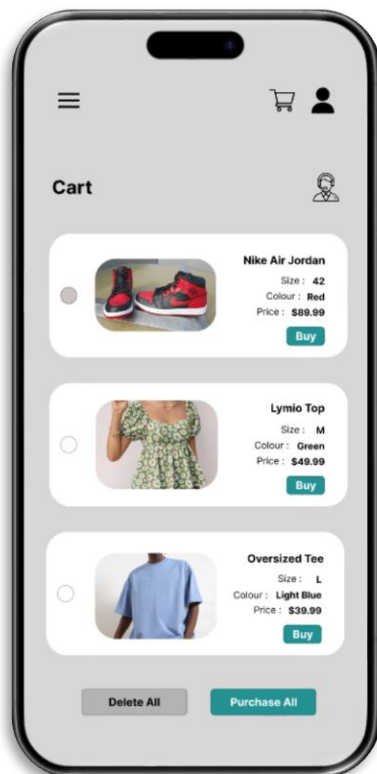 Cart
Nike Air Jordan
Size : 42
Colour : Red
Price : $89.99
Buy
Lymio Top
Size : M
Colour : Green
Price : $49.99
Buy
Oversized Tee
Size : L
Colour : Light Blue
Price : $39.99
Buy
Delete All Purchase All